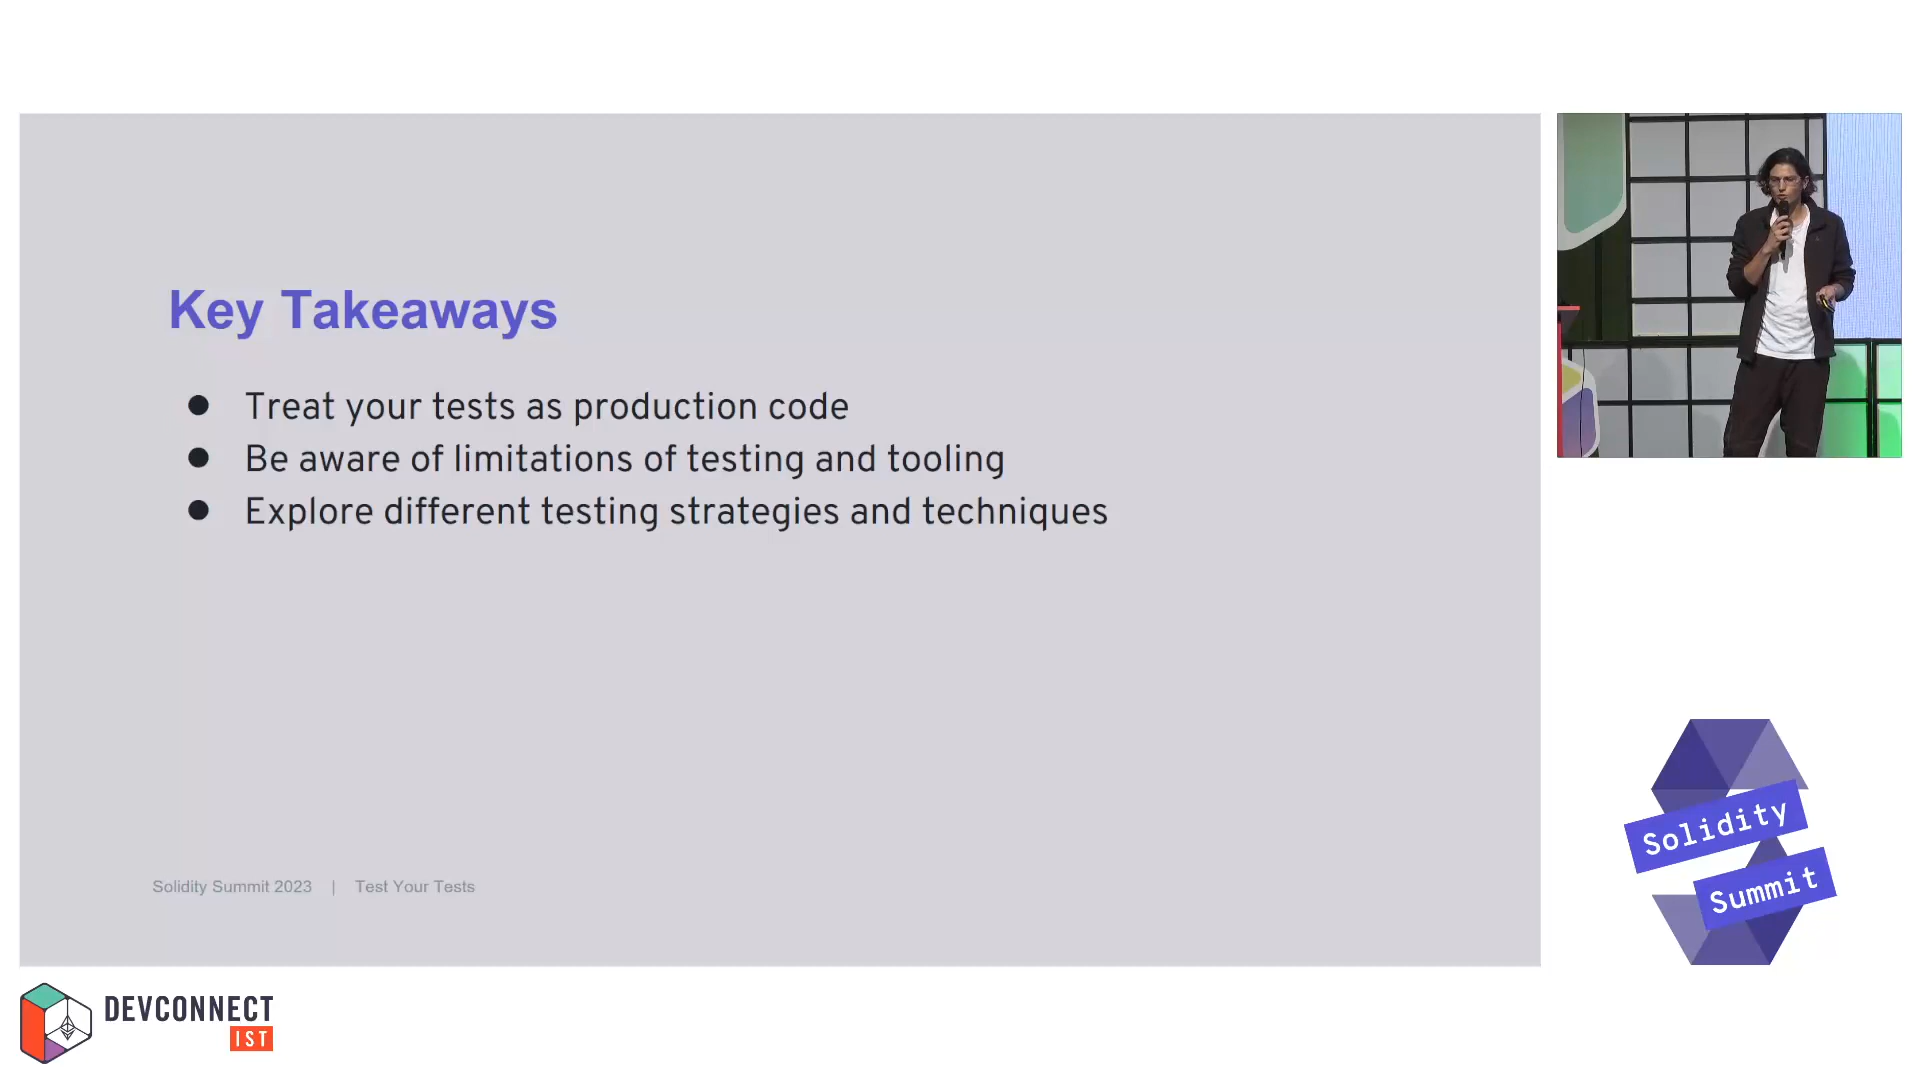 Key Takeaways
● Treat your tests as production code
● Be aware of limitations of testing and tooling
● Explore different testing strategies and techniques
Solidity Summit 2023 | Test Your Tests
Solidity
Summit
DEVCONNECT
IST